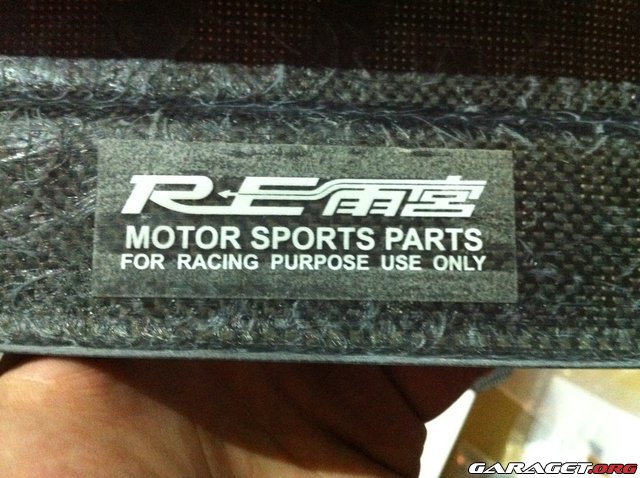 RE雨宮
MOTOR SPORTS PARTS
FOR RACING PURPOSE USE ONLY
GARAGET.ORG